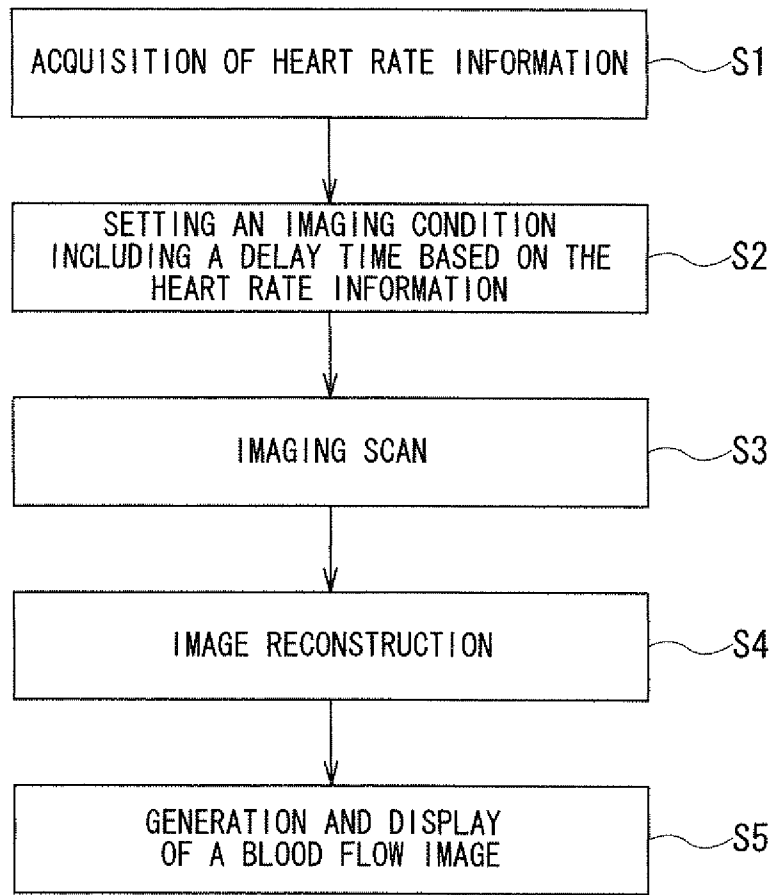 ACQUISITION OF HEART RATE INFORMATION S1
SETTING AN IMAGING CONDITION
INCLUDING A DELAY TIME BASED ON THE S2
HEART RATE INFORMATION
IMAGING SCAN S3
IMAGE RECONSTRUCTION S4
GENERATION AND DISPLAY
OF A BLOOD FLOW IMAGE S5